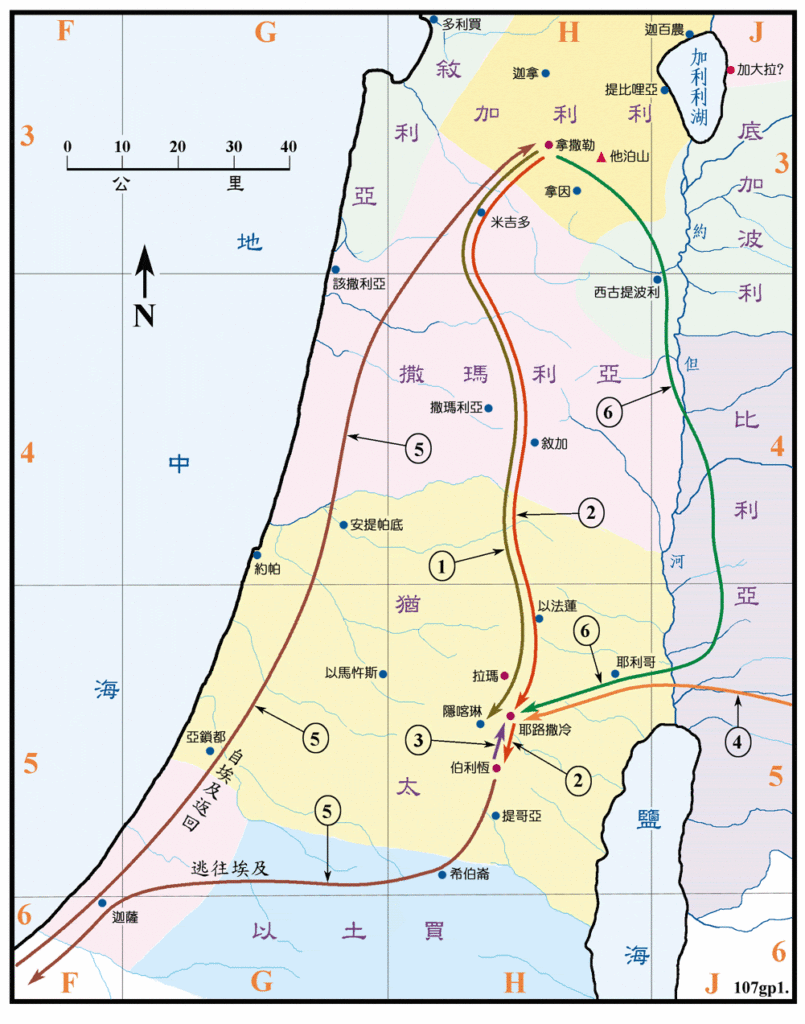 F
G
H
J
多利買
迦百農
加利利湖
加大拉?
迦拿
提比哩亞
敘利亞
加利利
底加波利
3
3
0 10 20 30 40
公里
拿撒勒
他泊山
拿因
米吉多
約但河
地中海
N
該撒利亞
西古提波利
撒瑪利亞
撒瑪利亞
敘加
6
5
比利亞
4
4
2
1
安提帕底
約帕
猶太
以法蓮
6
以馬忤斯
拉瑪
耶利哥
隱喀琳
耶路撒冷
3
2
4
亞鎖都
5
伯利恆
5
5
自埃及返回
5
提哥亞
鹽海
逃往埃及
希伯崙
6
迦薩
以土買
6
F
G
H
J
107gp1.